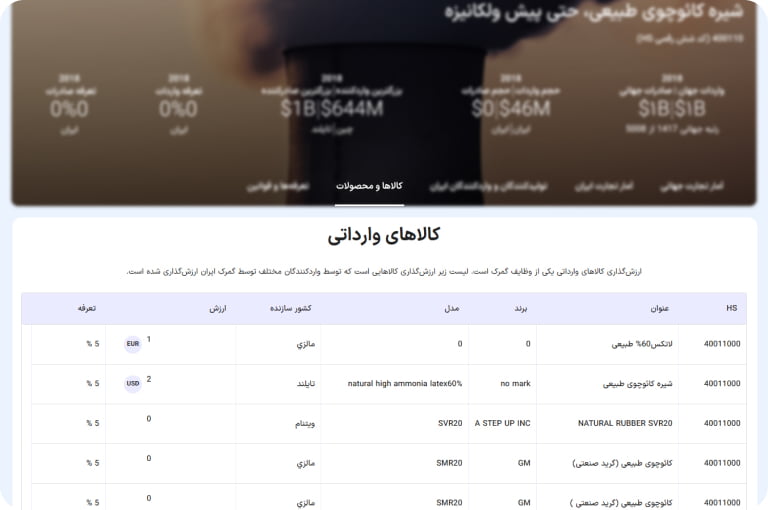 شیره کائوچوی طبیعی، حتی پیش ولکانیزه
400110 (کد شش رقمی HS)
2018
واردات جهان | صادرات جهانی
$1B|$1B
رتبه جهانی 1417 از 5008
2018
حجم واردات | حجم صادرات
$0|$46M
ایران | ایران
2018
بزرگترین واردکننده | بزرگترین صادرکننده
$1B|$644M
چین | تایلند
2018
تعرفه واردات
0%0
ایران
2018
تعرفه صادرات
0%0
ایران
آمار تجارت جهانی آمار تجارت ایران تولیدکنندگان و واردکنندگان ایران کالاها و محصولات تعرفه‌ها و قوانین
کالاهای وارداتی
ارزش‌گذاری کالاهای وارداتی یکی از وظایف گمرک است. لیست زیر ارزش‌گذاری کالاهایی است که توسط واردکنندگان مختلف توسط گمرک ایران ارزش‌گذاری شده است.
HS عنوان برند مدل کشور سازنده ارزش تعرفه
40011000 لاتکس60% طبیعی 0 0 مالزي 1 EUR 5 %
40011000 شیره کائوچوی طبیعی no mark natural high ammonia latex60% تایلند 2 USD 5 %
40011000 NATURAL RUBBER SVR20 A STEP UP INC SVR20 ویتنام 0 5 %
40011000 کائوچوی طبیعی (گرید صنعتی) GM SMR20 مالزي 0 5 %
40011000 کائوچوی طبیعی (گرید صنعتی ) GM SMR20 مالزي 0 5 %